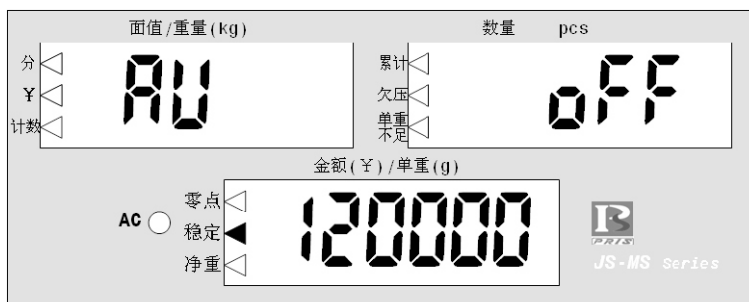 面值/重量(kg)
数量 pcs
分
¥
计数
AU
累计
欠压
单重
不足
oFF
金额(¥)/单重(g)
AC
零点
稳定
净重
120000
PRIS
JS-MS Series